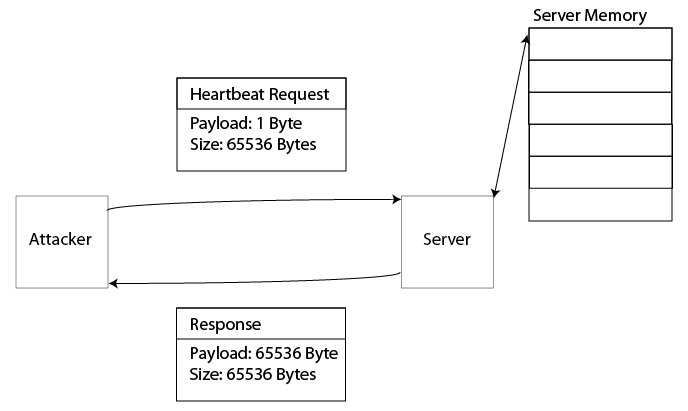 Server Memory
Heartbeat Request
Payload: 1 Byte
Size: 65536 Bytes
Attacker
Server
Response
Payload: 65536 Byte
Size: 65536 Bytes